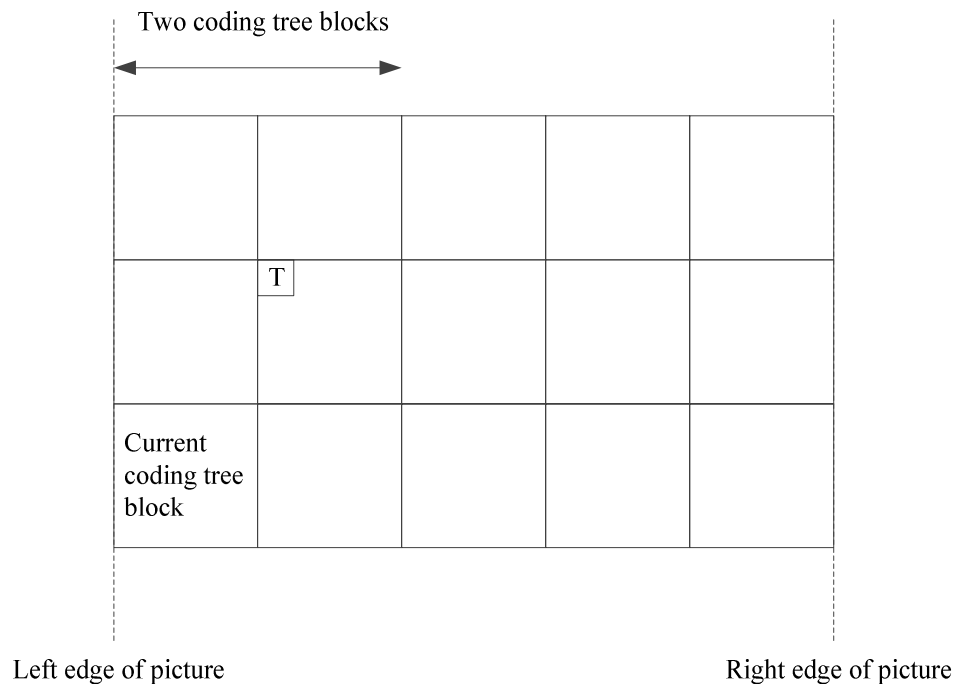 Two coding tree blocks
T
Current
coding tree
block
Left edge of picture
Right edge of picture